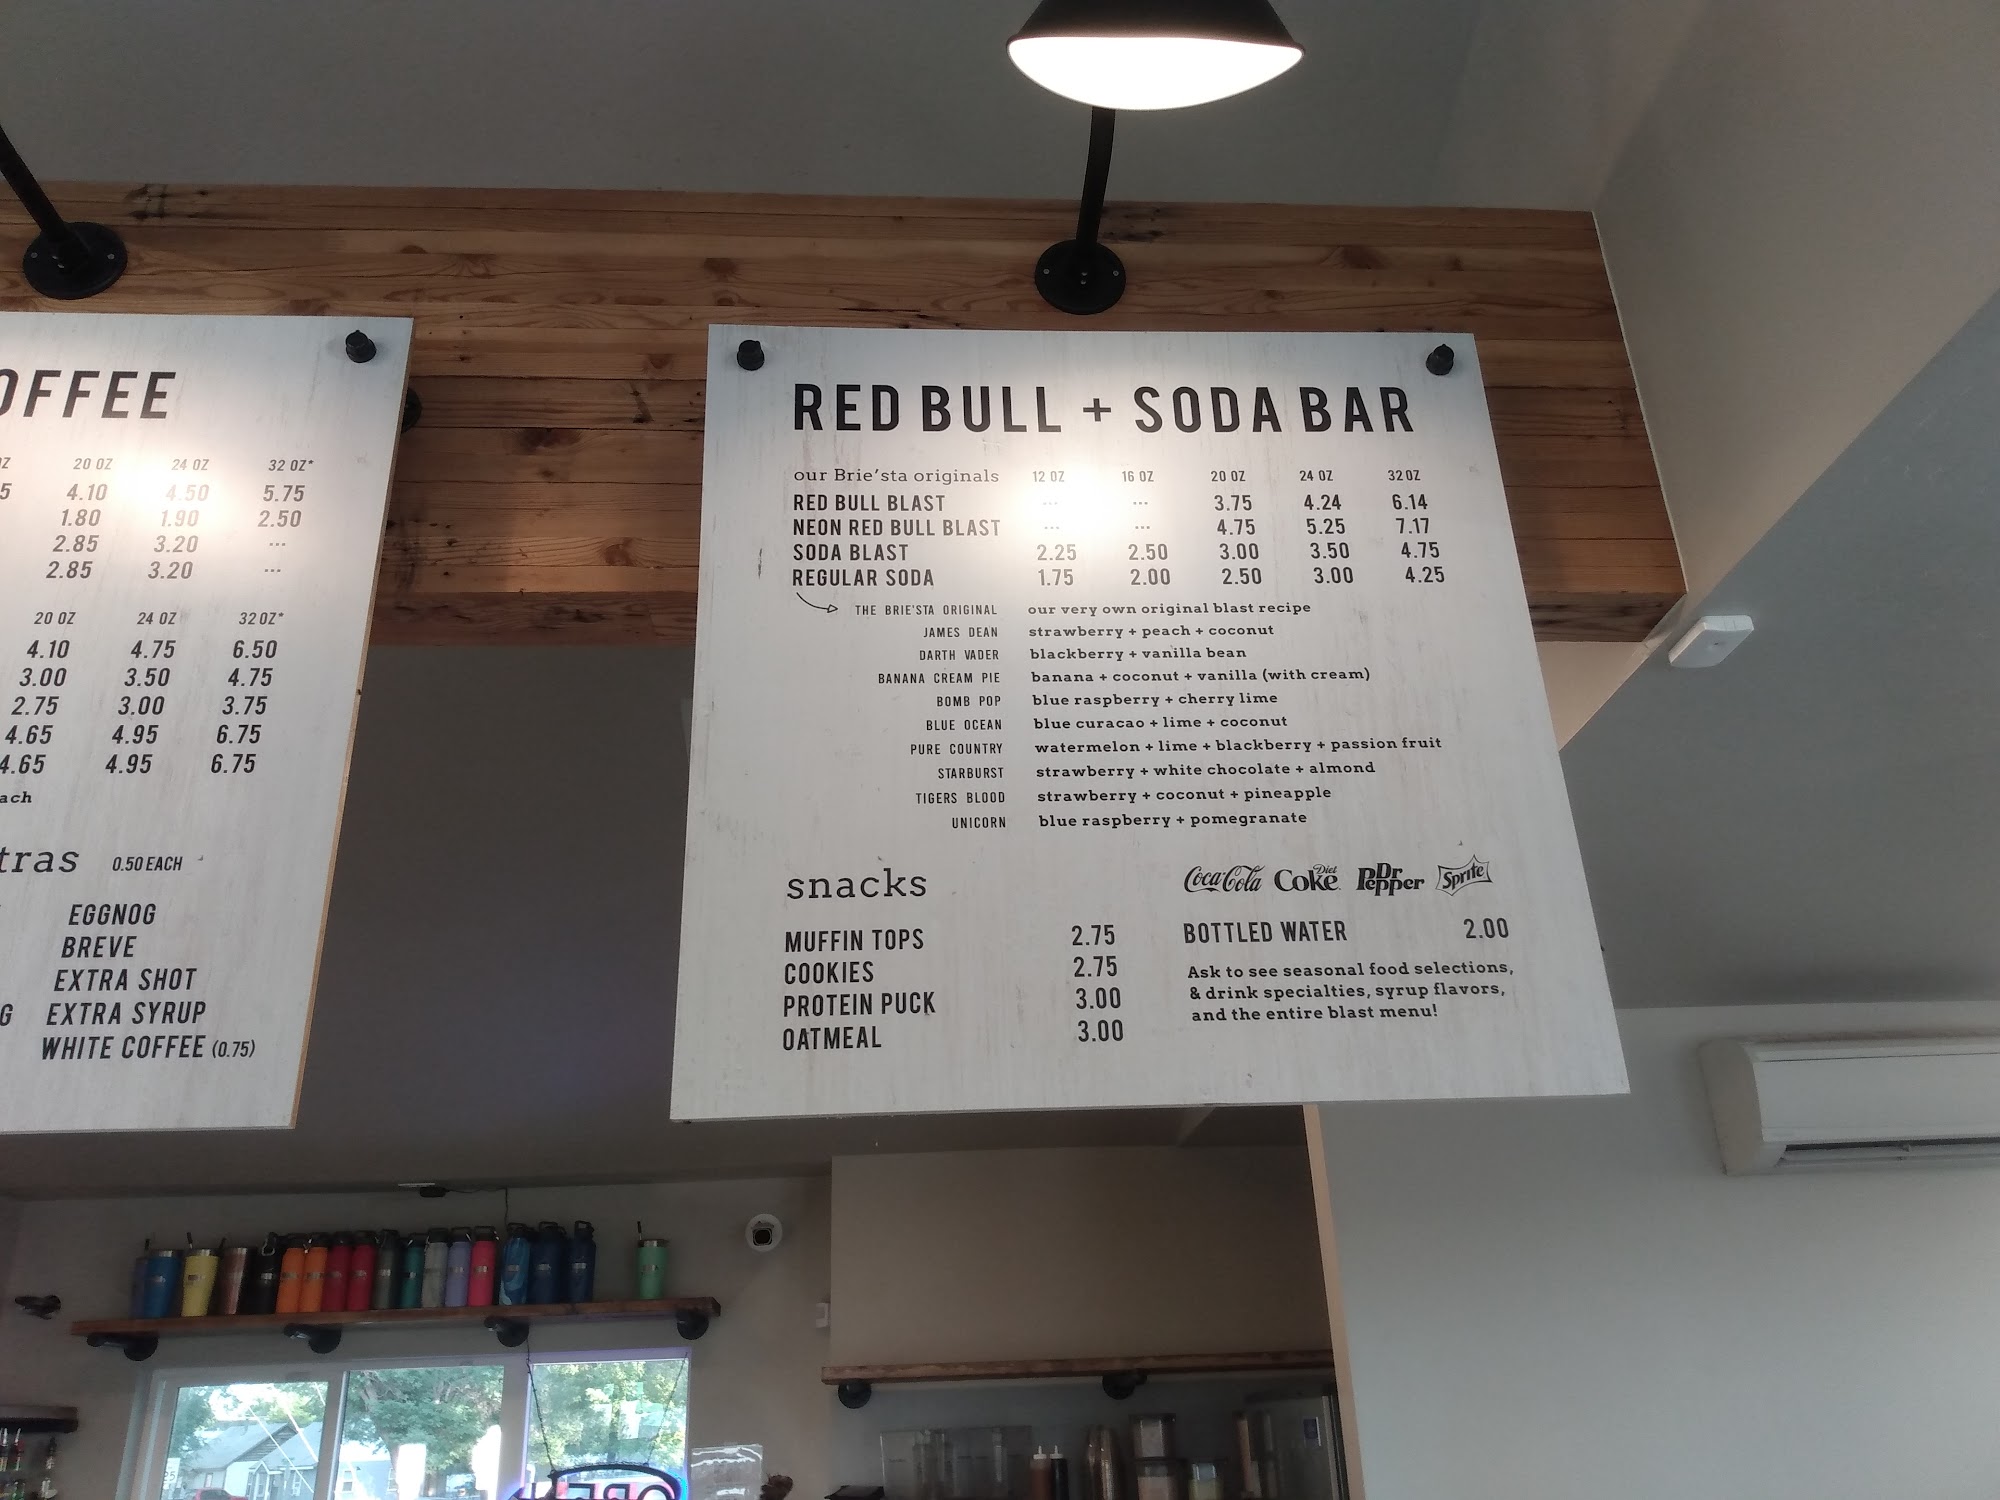 OFFEE
OZ 20 OZ 24 OZ 32 OZ*
5 4.10 4.50 5.75
1.80 1.90 2.50
2.85 3.20 ...
2.85 3.20 ...
20 OZ 24 OZ 32 OZ*
4.10 4.75 6.50
3.00 3.50 4.75
2.75 3.00 3.75
4.65 4.95 6.75
4.65 4.95 6.75
ach
tras 0.50 EACH
EGGNOG
BREVE
EXTRA SHOT
G EXTRA SYRUP
WHITE COFFEE (0.75)
RED BULL + SODA BAR
our Brie'sta originals 12 OZ 16 OZ 20 OZ 24 OZ 32 OZ
RED BULL BLAST ... ... 3.75 4.24 6.14
NEON RED BULL BLAST ... ... 4.75 5.25 7.17
SODA BLAST 2.25 2.50 3.00 3.50 4.75
REGULAR SODA 1.75 2.00 2.50 3.00 4.25
THE BRIE'STA ORIGINAL our very own original blast recipe
JAMES DEAN strawberry + peach + coconut
DARTH VADER blackberry + vanilla bean
BANANA CREAM PIE banana + coconut + vanilla (with cream)
BOMB POP blue raspberry + cherry lime
BLUE OCEAN blue curacao + lime + coconut
PURE COUNTRY watermelon + lime + blackberry + passion fruit
STARBURST strawberry + white chocolate + almond
TIGERS BLOOD strawberry + coconut + pineapple
UNICORN blue raspberry + pomegranate
snacks
MUFFIN TOPS 2.75
COOKIES 2.75
PROTEIN PUCK 3.00
OATMEAL 3.00
Coca-Cola Diet Coke Dr Pepper Sprite
BOTTLED WATER 2.00
Ask to see seasonal food selections,
& drink specialties, syrup flavors,
and the entire blast menu!